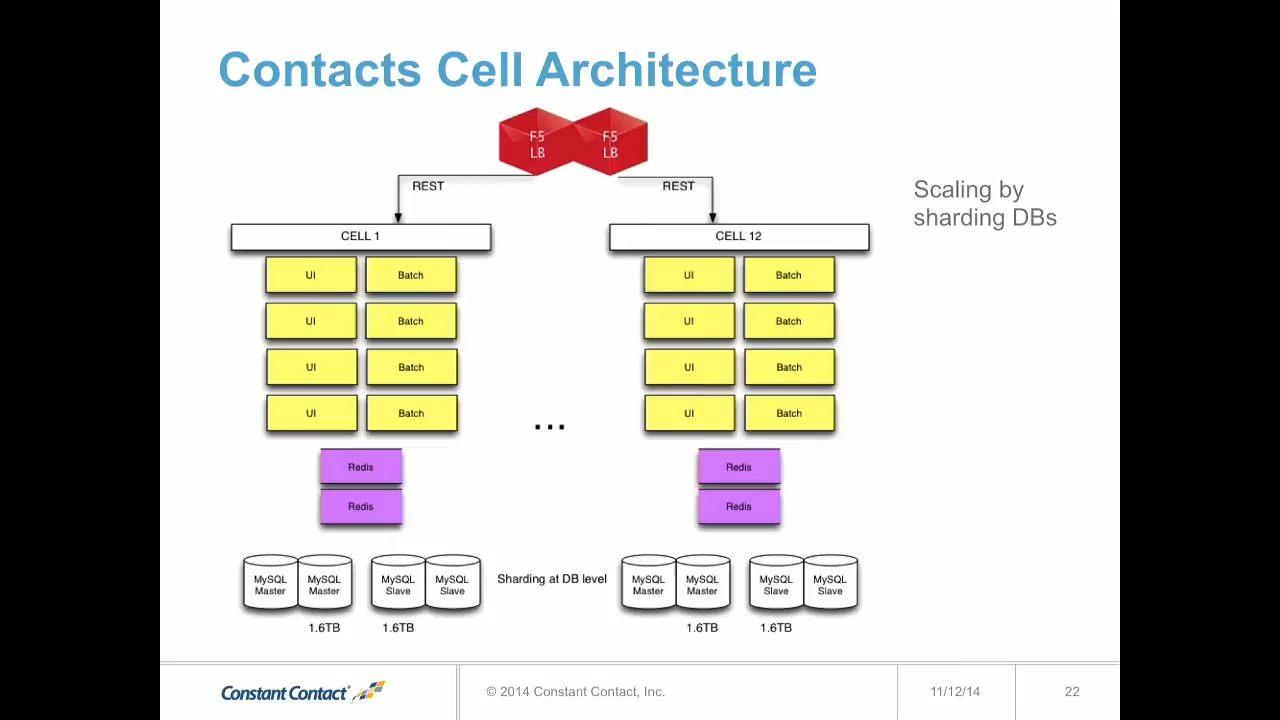 Contacts Cell Architecture
F5
LB
F5
LB
REST
REST
Scaling by
sharding DBs
CELL 1
CELL 12
UI
Batch
UI
Batch
UI
Batch
UI
Batch
UI
Batch
UI
Batch
UI
Batch
UI
Batch
...
Redis
Redis
Redis
Redis
MySQL
Master
MySQL
Master
MySQL
Slave
MySQL
Slave
Sharding at DB level
MySQL
Master
MySQL
Master
MySQL
Slave
MySQL
Slave
1.6TB
1.6TB
1.6TB
1.6TB
Constant Contact®
© 2014 Constant Contact, Inc.
11/12/14
22